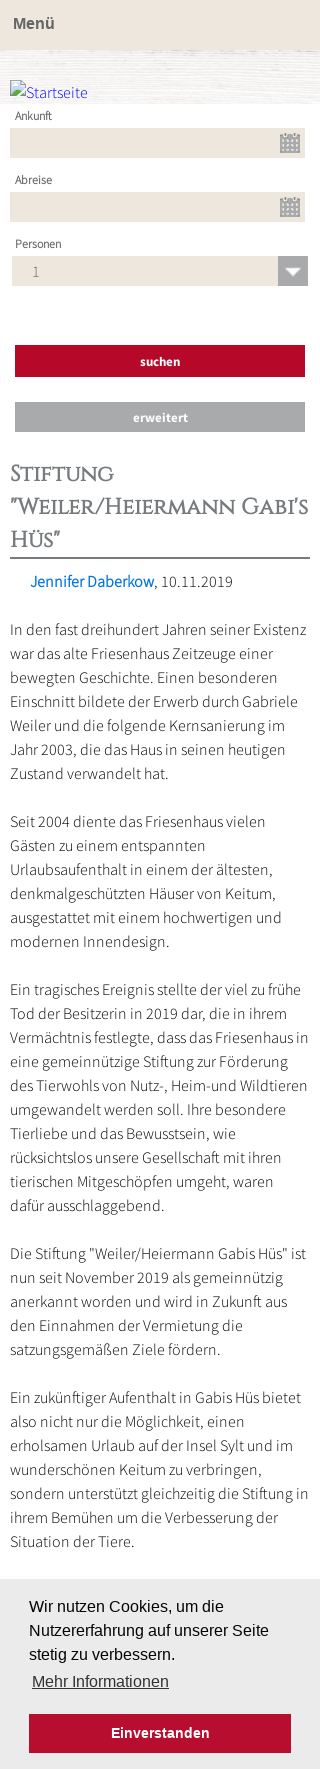 Menü
Startseite
Ankunft
Abreise
Personen
1
suchen
erweitert
Stiftung
"Weiler/Heiermann Gabi's
Hüs"
Jennifer Daberkow, 10.11.2019
In den fast dreihundert Jahren seiner Existenz
war das alte Friesenhaus Zeitzeuge einer
bewegten Geschichte. Einen besonderen
Einschnitt bildete der Erwerb durch Gabriele
Weiler und die folgende Kernsanierung im
Jahr 2003, die das Haus in seinen heutigen
Zustand verwandelt hat.
Seit 2004 diente das Friesenhaus vielen
Gästen zu einem entspannten
Urlaubsaufenthalt in einem der ältesten,
denkmalgeschützten Häuser von Keitum,
ausgestattet mit einem hochwertigen und
modernen Innendesign.
Ein tragisches Ereignis stellte der viel zu frühe
Tod der Besitzerin in 2019 dar, die in ihrem
Vermächtnis festlegte, dass das Friesenhaus in
eine gemeinnützige Stiftung zur Förderung
des Tierwohls von Nutz-, Heim-und Wildtieren
umgewandelt werden soll. Ihre besondere
Tierliebe und das Bewusstsein, wie
rücksichtslos unsere Gesellschaft mit ihren
tierischen Mitgeschöpfen umgeht, waren
dafür ausschlaggebend.
Die Stiftung "Weiler/Heiermann Gabis Hüs" ist
nun seit November 2019 als gemeinnützig
anerkannt worden und wird in Zukunft aus
den Einnahmen der Vermietung die
satzungsgemäßen Ziele fördern.
Ein zukünftiger Aufenthalt in Gabis Hüs bietet
also nicht nur die Möglichkeit, einen
erholsamen Urlaub auf der Insel Sylt und im
wunderschönen Keitum zu verbringen,
sondern unterstützt gleichzeitig die Stiftung in
ihrem Bemühen um die Verbesserung der
Situation der Tiere.
Wir nutzen Cookies, um die
Nutzererfahrung auf unserer Seite
stetig zu verbessern.
Mehr Informationen
Einverstanden